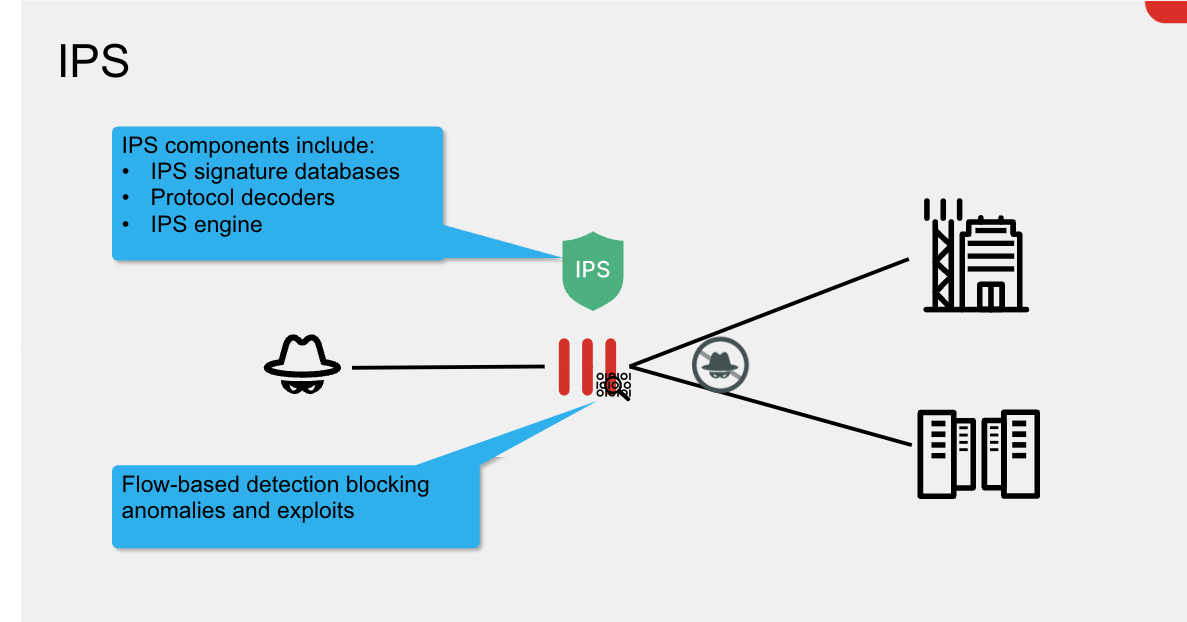 IPS
IPS components include:
• IPS signature databases
• Protocol decoders
• IPS engine
IPS
Flow-based detection blocking
anomalies and exploits